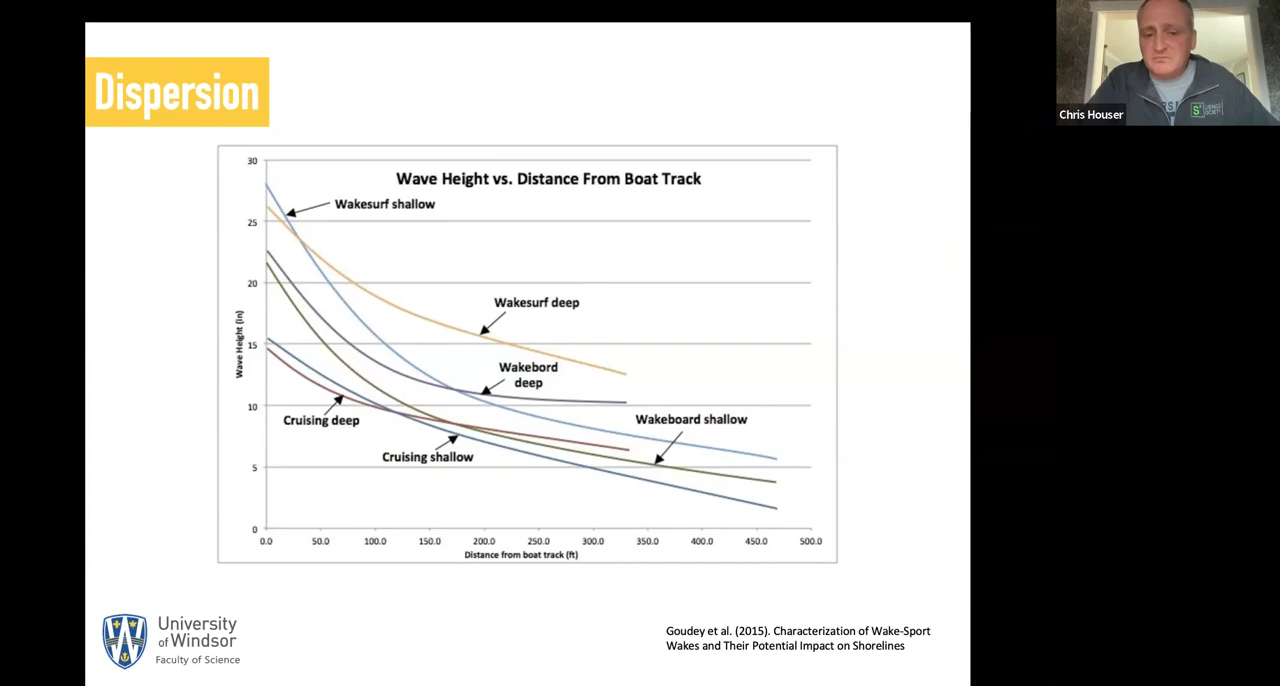 Dispersion
Chris Houser
Wave Height vs. Distance From Boat Track
Wakesurf shallow
Wakesurf deep
Wakebord
deep
Wakeboard shallow
Cruising deep
Cruising shallow
Wave Height (in)
30
25
20
15
10
5
0
0.0 50.0 100.0 150.0 200.0 250.0 300.0 350.0 400.0 450.0 500.0
Distance from boat track (ft)
University
of Windsor
Faculty of Science
Goudey et al. (2015). Characterization of Wake-Sport
Wakes and Their Potential Impact on Shorelines